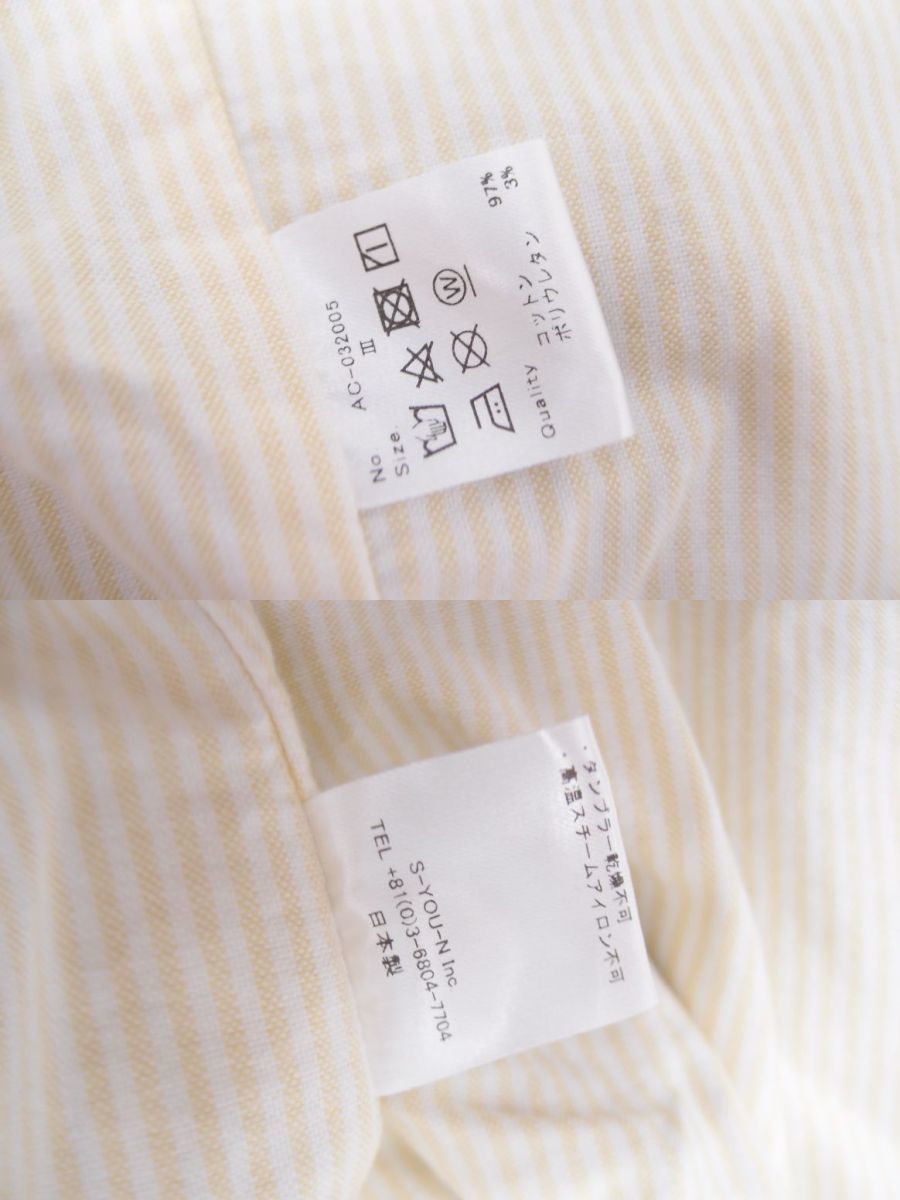 No AC-032005
Size. III
W
Quality コットン 97%
ポリウレタン 3%
・タンブラー乾燥不可
・高温スチームアイロン不可
S-YOU-N Inc.
TEL +81(0)3-6804-7704
日本製